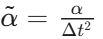 α̃ = α / Δt²